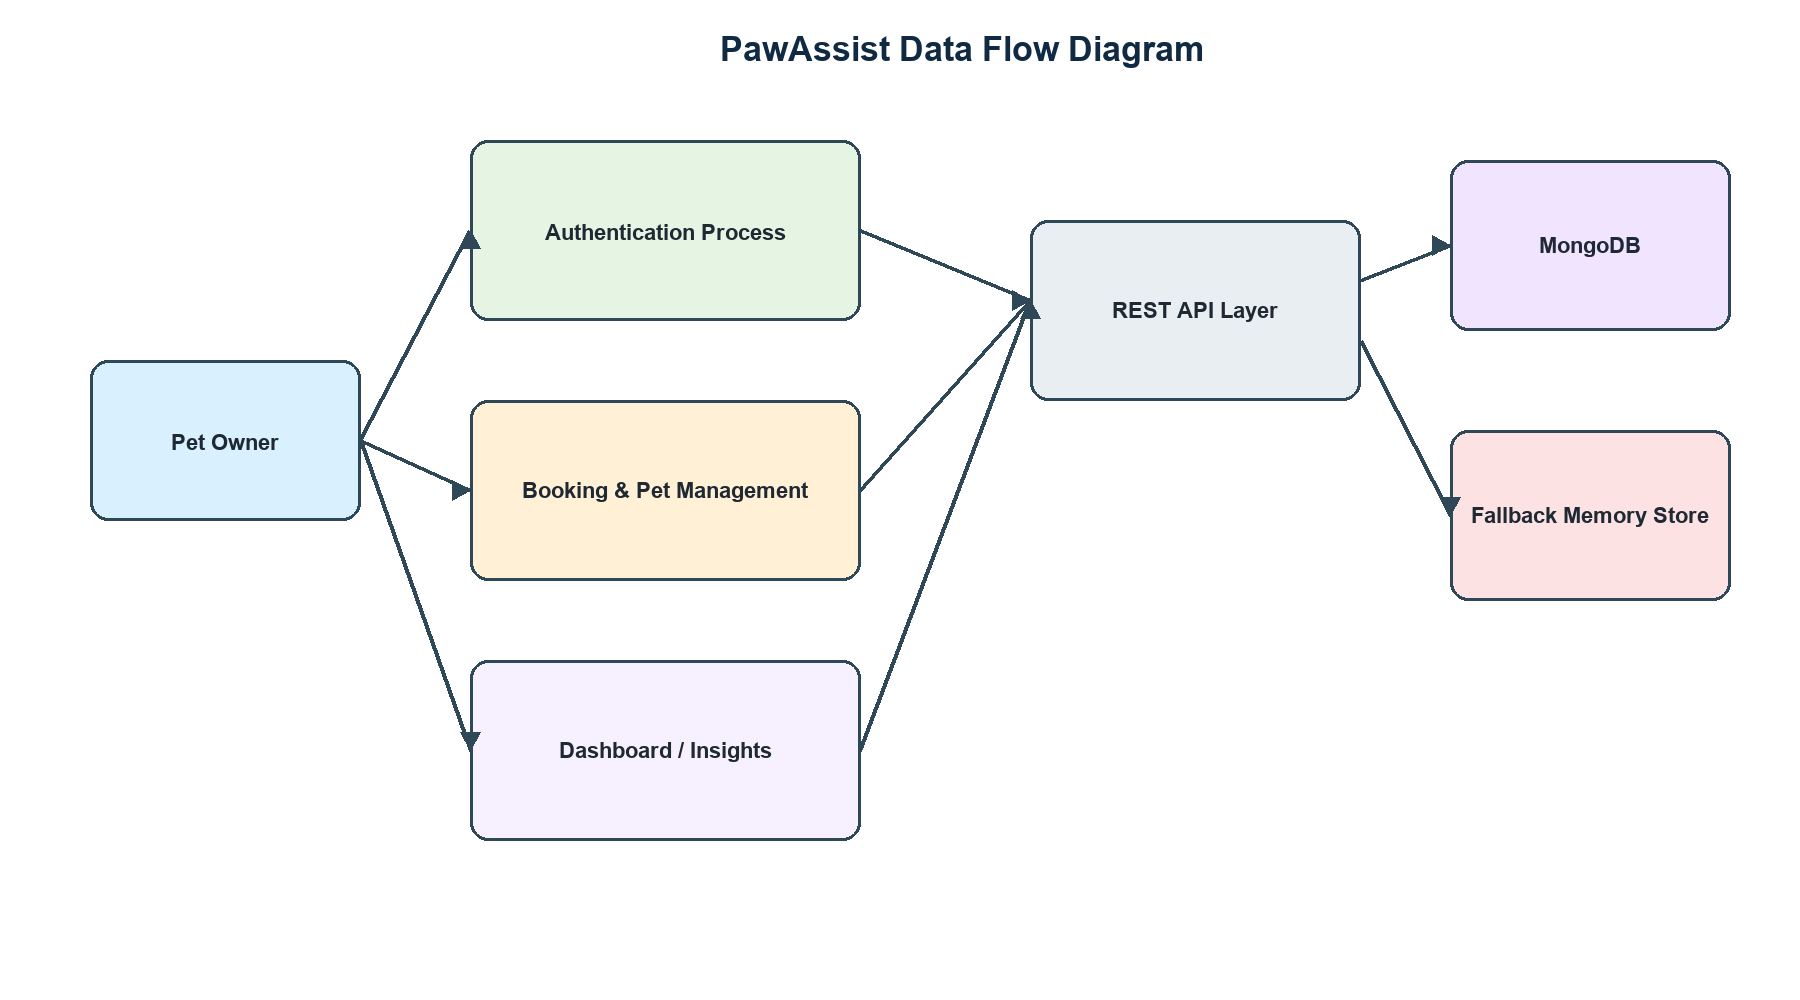 PawAssist Data Flow Diagram
Authentication Process
Pet Owner
Booking & Pet Management
Dashboard / Insights
REST API Layer
MongoDB
Fallback Memory Store